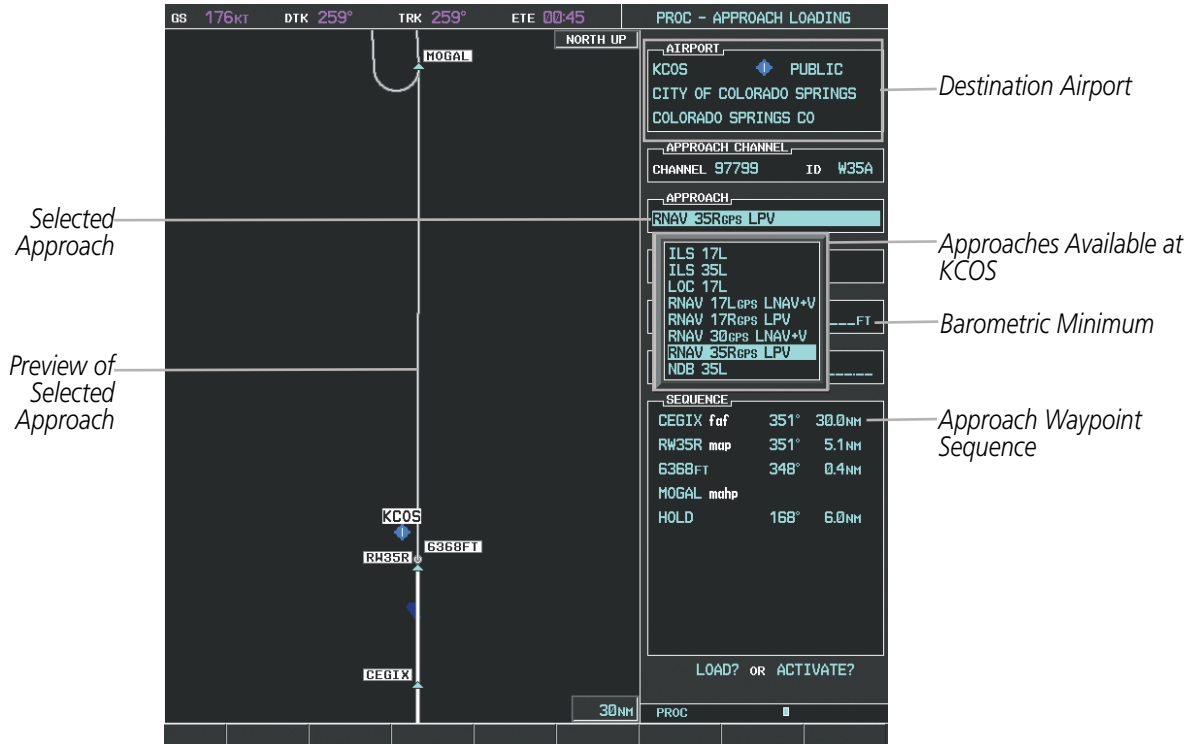 GS 176KT DTK 259° TRK 259° ETE 00:45 PROC - APPROACH LOADING
NORTH UP
MOGAL
AIRPORT
KCOS PUBLIC
CITY OF COLORADO SPRINGS
COLORADO SPRINGS CO
Destination Airport
APPROACH CHANNEL
CHANNEL 97799 ID W35A
APPROACH
RNAV 35RGPS LPV
Selected
Approach
ILS 17L
ILS 35L
LOC 17L
RNAV 17LGPS LNAV+V
RNAV 17RGPS LPV
RNAV 30GPS LNAV+V
RNAV 35RGPS LPV
NDB 35L
Approaches Available at
KCOS
___FT
Barometric Minimum
___.__
Preview of
Selected
Approach
SEQUENCE
CEGIX faf 351° 30.0NM
RW35R map 351° 5.1NM
6368FT 348° 0.4NM
MOGAL mahp
HOLD 168° 6.0NM
Approach Waypoint
Sequence
KCOS
6368FT
RW35R
CEGIX
LOAD? OR ACTIVATE?
30NM
PROC